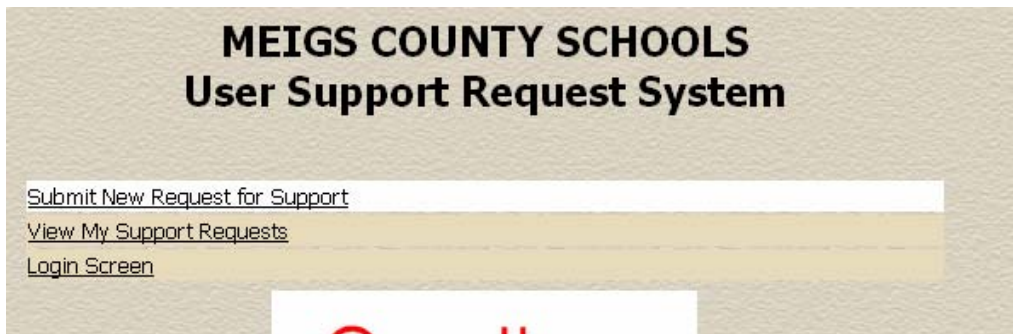 MEIGS COUNTY SCHOOLS
User Support Request System
Submit New Request for Support
View My Support Requests
Login Screen